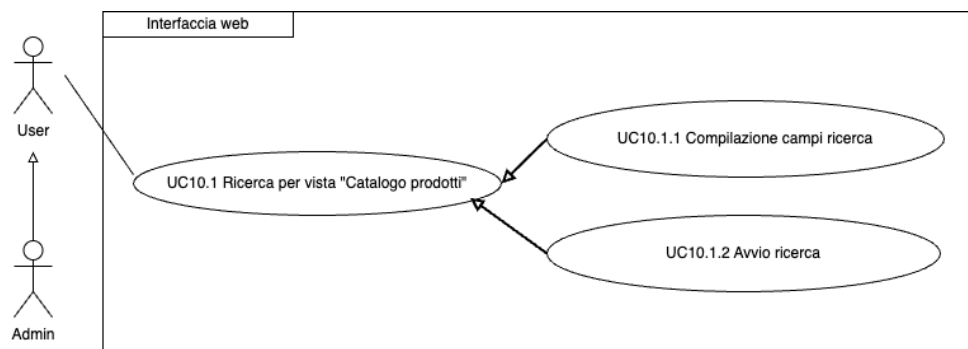 Interfaccia web
User
UC10.1.1 Compilazione campi ricerca
UC10.1 Ricerca per vista "Catalogo prodotti"
UC10.1.2 Avvio ricerca
Admin